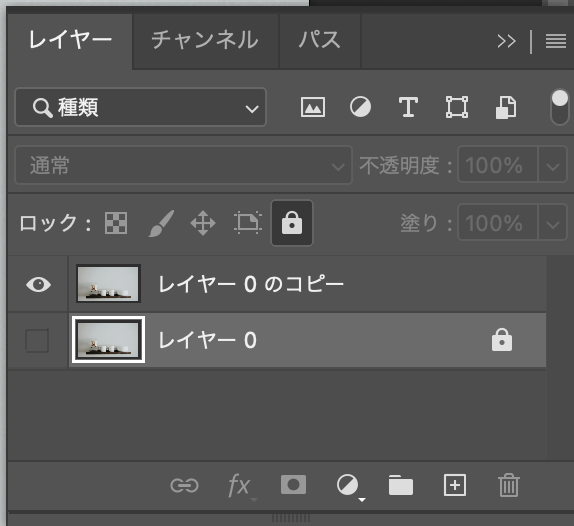 レイヤー チャンネル パス
種類
通常 不透明度： 100%
ロック： 塗り： 100%
レイヤー 0 のコピー
レイヤー 0
fx